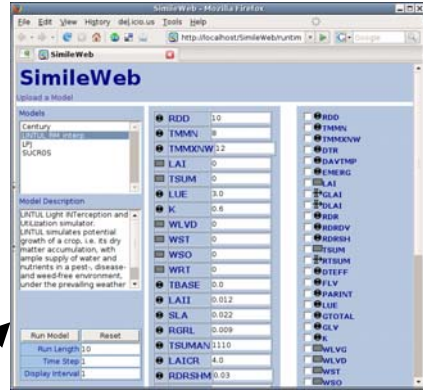 SimileWeb - Mozilla Firefox
File Edit View History del.icio.us Tools Help
http://localhost/SimileWeb/runtim
Google
SimileWeb
SimileWeb
Upload a Model
Models
Century
LINTUL RM interp
LPJ
SUCROS
Model Description
LINTUL Light INTerception and
UtiLization simulator.
LINTUL simulates potential
growth of a crop, i.e. its dry
matter accumulation, with
ample supply of water and
nutrients in a pest-, disease-
and weed-free environment,
under the prevailing weather
Run Model Reset
Run Length 10
Time Step 1
Display Interval 1
RDD 10
TMMN 8
TMMXNW 12
LAI 0
TSUM 0
LUE 3.0
K 0.6
WLVD 0
WST 0
WSO 0
WRT 0
TBASE 0.0
LAII 0.012
SLA 0.022
RGRL 0.009
TSUMAN 1110
LAICR 4.0
RDRSHM 0.03
RDD
TMMN
TMMXNW
DTR
DAVTMP
EMERG
LAI
GLAI
DLAI
RDR
RDRDV
RDRSH
TSUM
RTSUM
DTEFF
FLV
PARINT
LUE
GTOTAL
GLV
K
WLVG
WLVD
WST
WSO